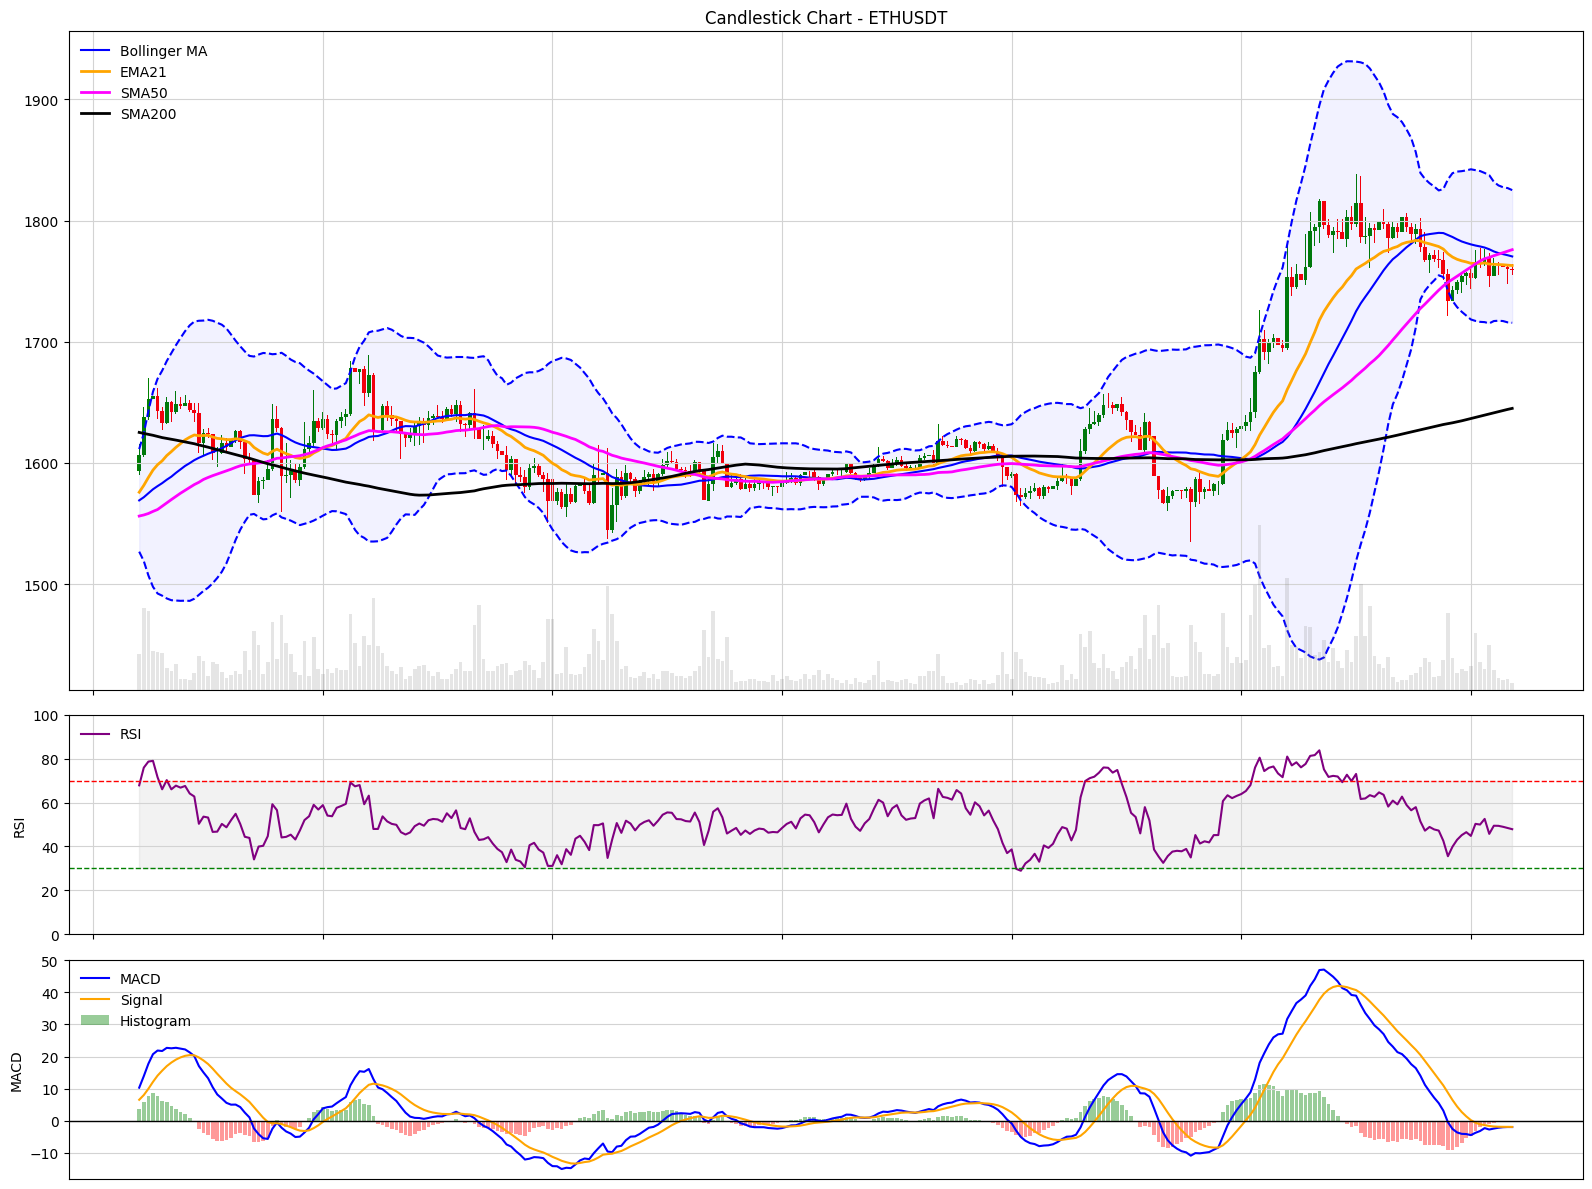 Candlestick Chart - ETHUSDT
Bollinger MA
EMA21
SMA50
SMA200
1900
1800
1700
1600
1500
RSI
100
80
60
40
20
0
RSI
MACD
Signal
Histogram
50
40
30
20
10
0
−10
MACD